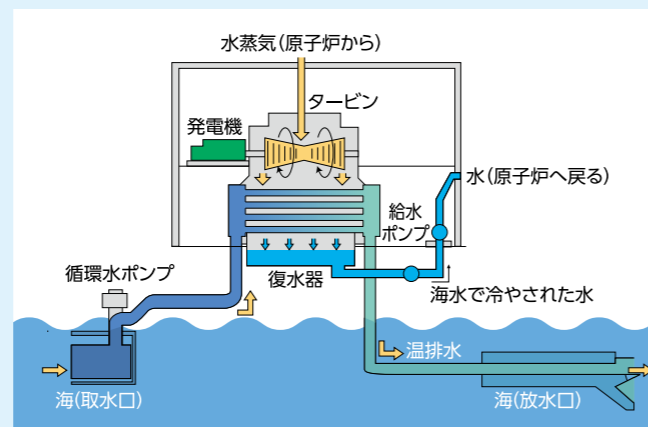 水蒸気(原子炉から)
タービン
発電機
水(原子炉へ戻る)
給水
ポンプ
循環水ポンプ
復水器
海水で冷やされた水
温排水
海(取水口)
海(放水口)